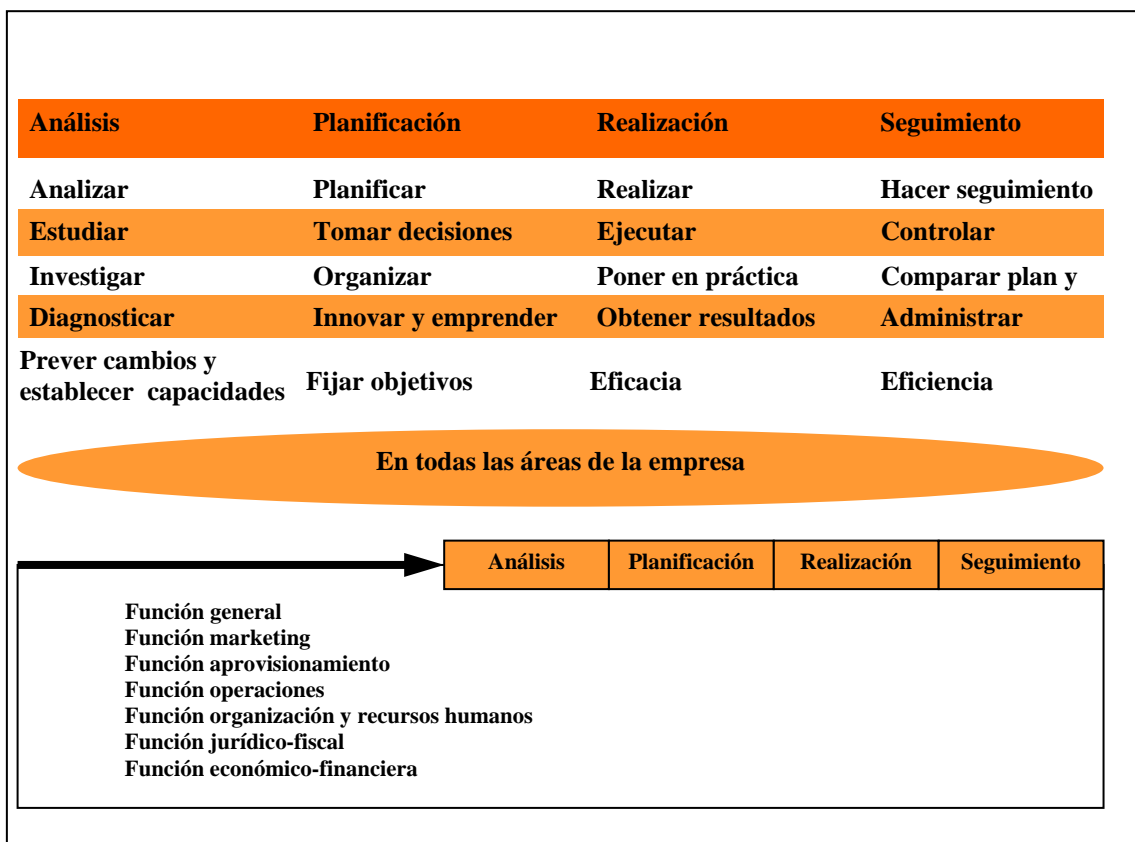 Análisis Planificación Realización Seguimiento
Analizar Planificar Realizar Hacer seguimiento
Estudiar Tomar decisiones Ejecutar Controlar
Investigar Organizar Poner en práctica Comparar plan y
Diagnosticar Innovar y emprender Obtener resultados Administrar
Prever cambios y
establecer capacidades Fijar objetivos Eficacia Eficiencia
En todas las áreas de la empresa
Análisis Planificación Realización Seguimiento
Función general
Función marketing
Función aprovisionamiento
Función operaciones
Función organización y recursos humanos
Función jurídico-fiscal
Función económico-financiera